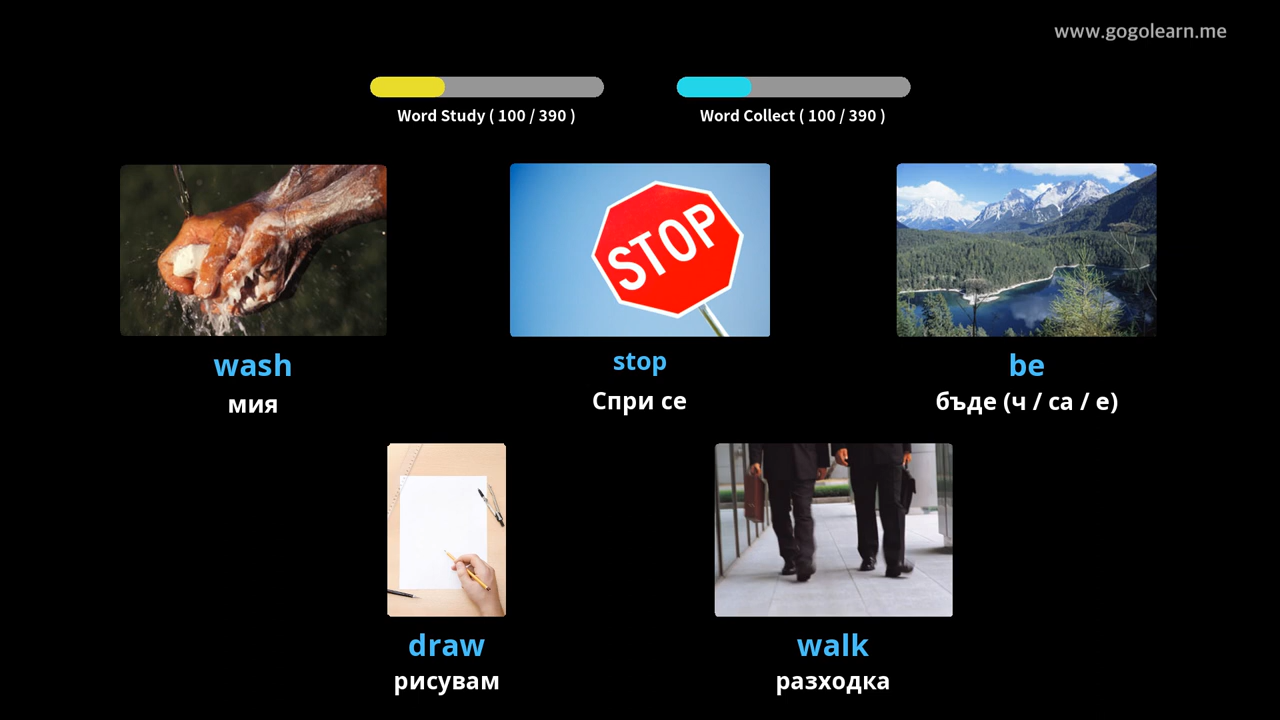 www.gogolearn.me
Word Study ( 100 / 390 )
Word Collect ( 100 / 390 )
STOP
wash
мия
stop
Спри се
be
бъде (ч / са / е)
draw
рисувам
walk
разходка